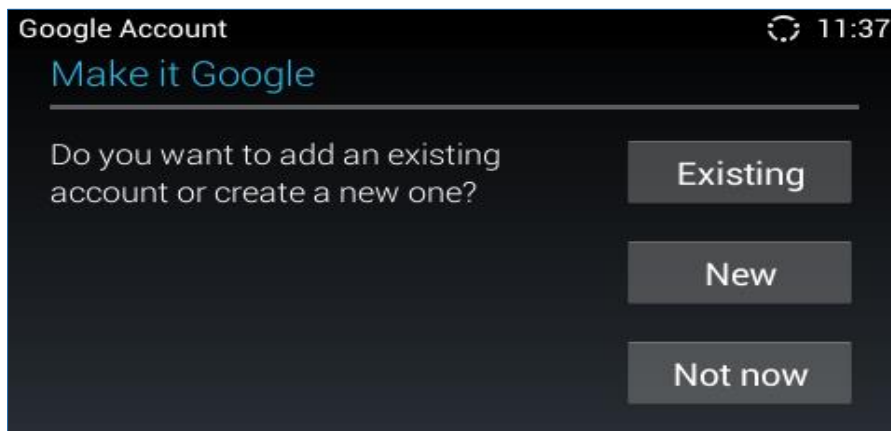 Google Account 11:37
Make it Google
Do you want to add an existing
account or create a new one?
Existing
New
Not now